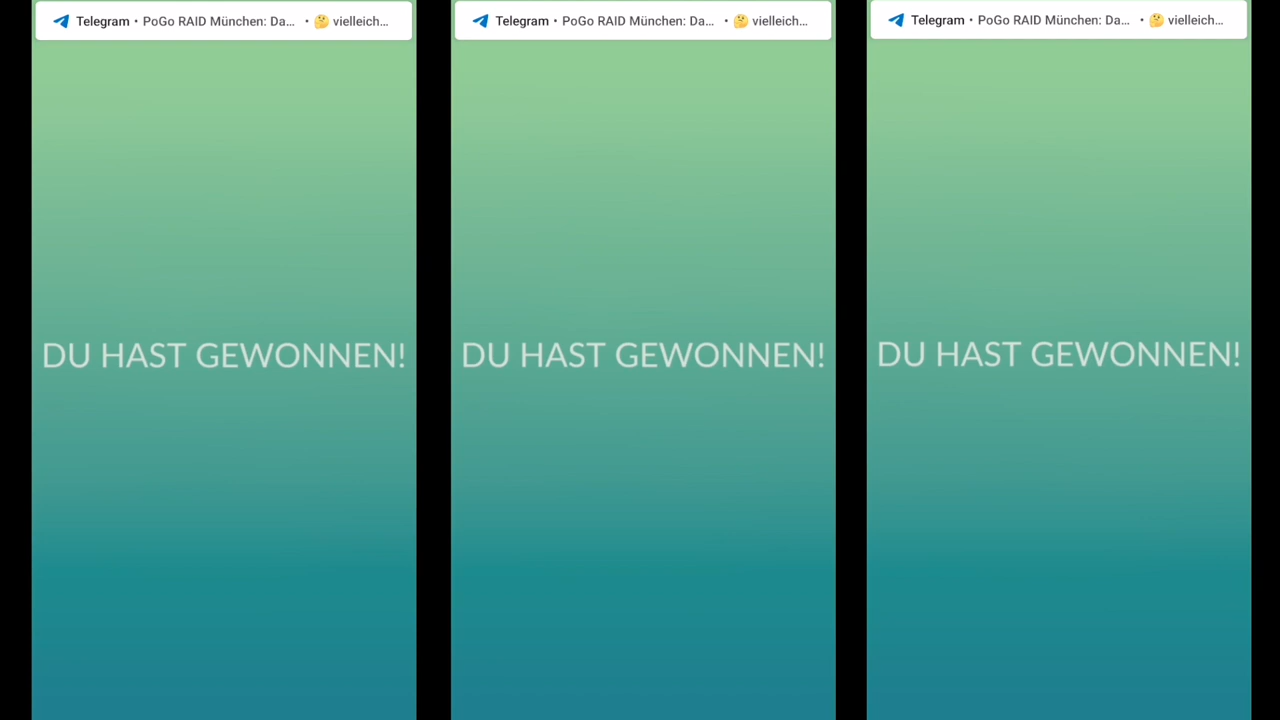 Telegram • PoGo RAID München: Da... • 🤔 vielleich...
DU HAST GEWONNEN!
Telegram • PoGo RAID München: Da... • 🤔 vielleich...
DU HAST GEWONNEN!
Telegram • PoGo RAID München: Da... • 🤔 vielleich...
DU HAST GEWONNEN!